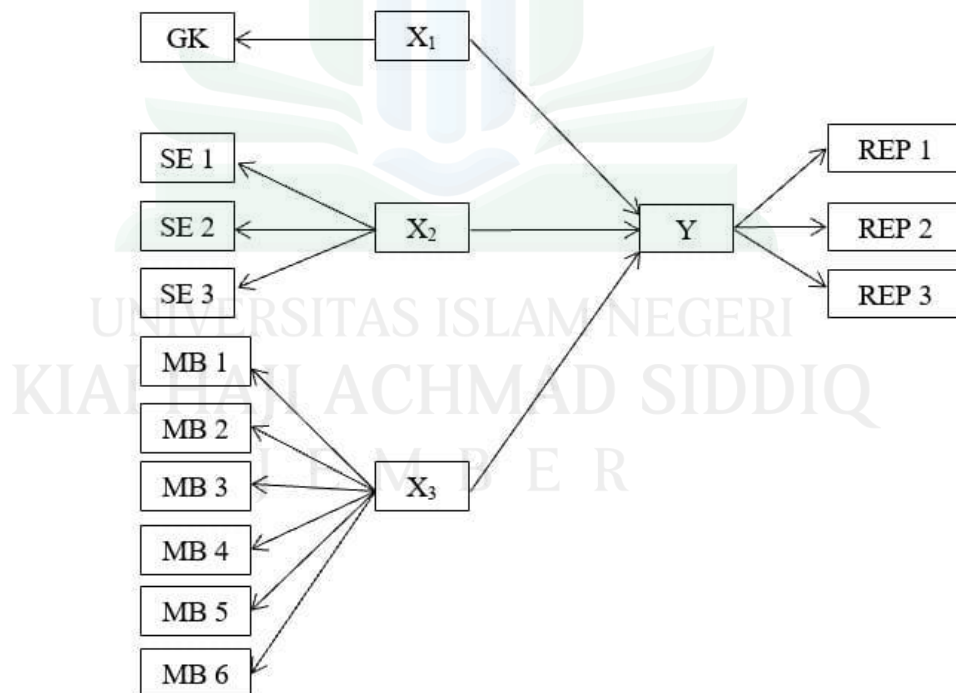 GK
X₁
SE 1
SE 2
SE 3
X₂
Y
REP 1
REP 2
REP 3
MB 1
MB 2
MB 3
MB 4
MB 5
MB 6
X₃
UNIVERSITAS ISLAM NEGERI
KIAI HAJI ACHMAD SIDDIQ
JEMBER